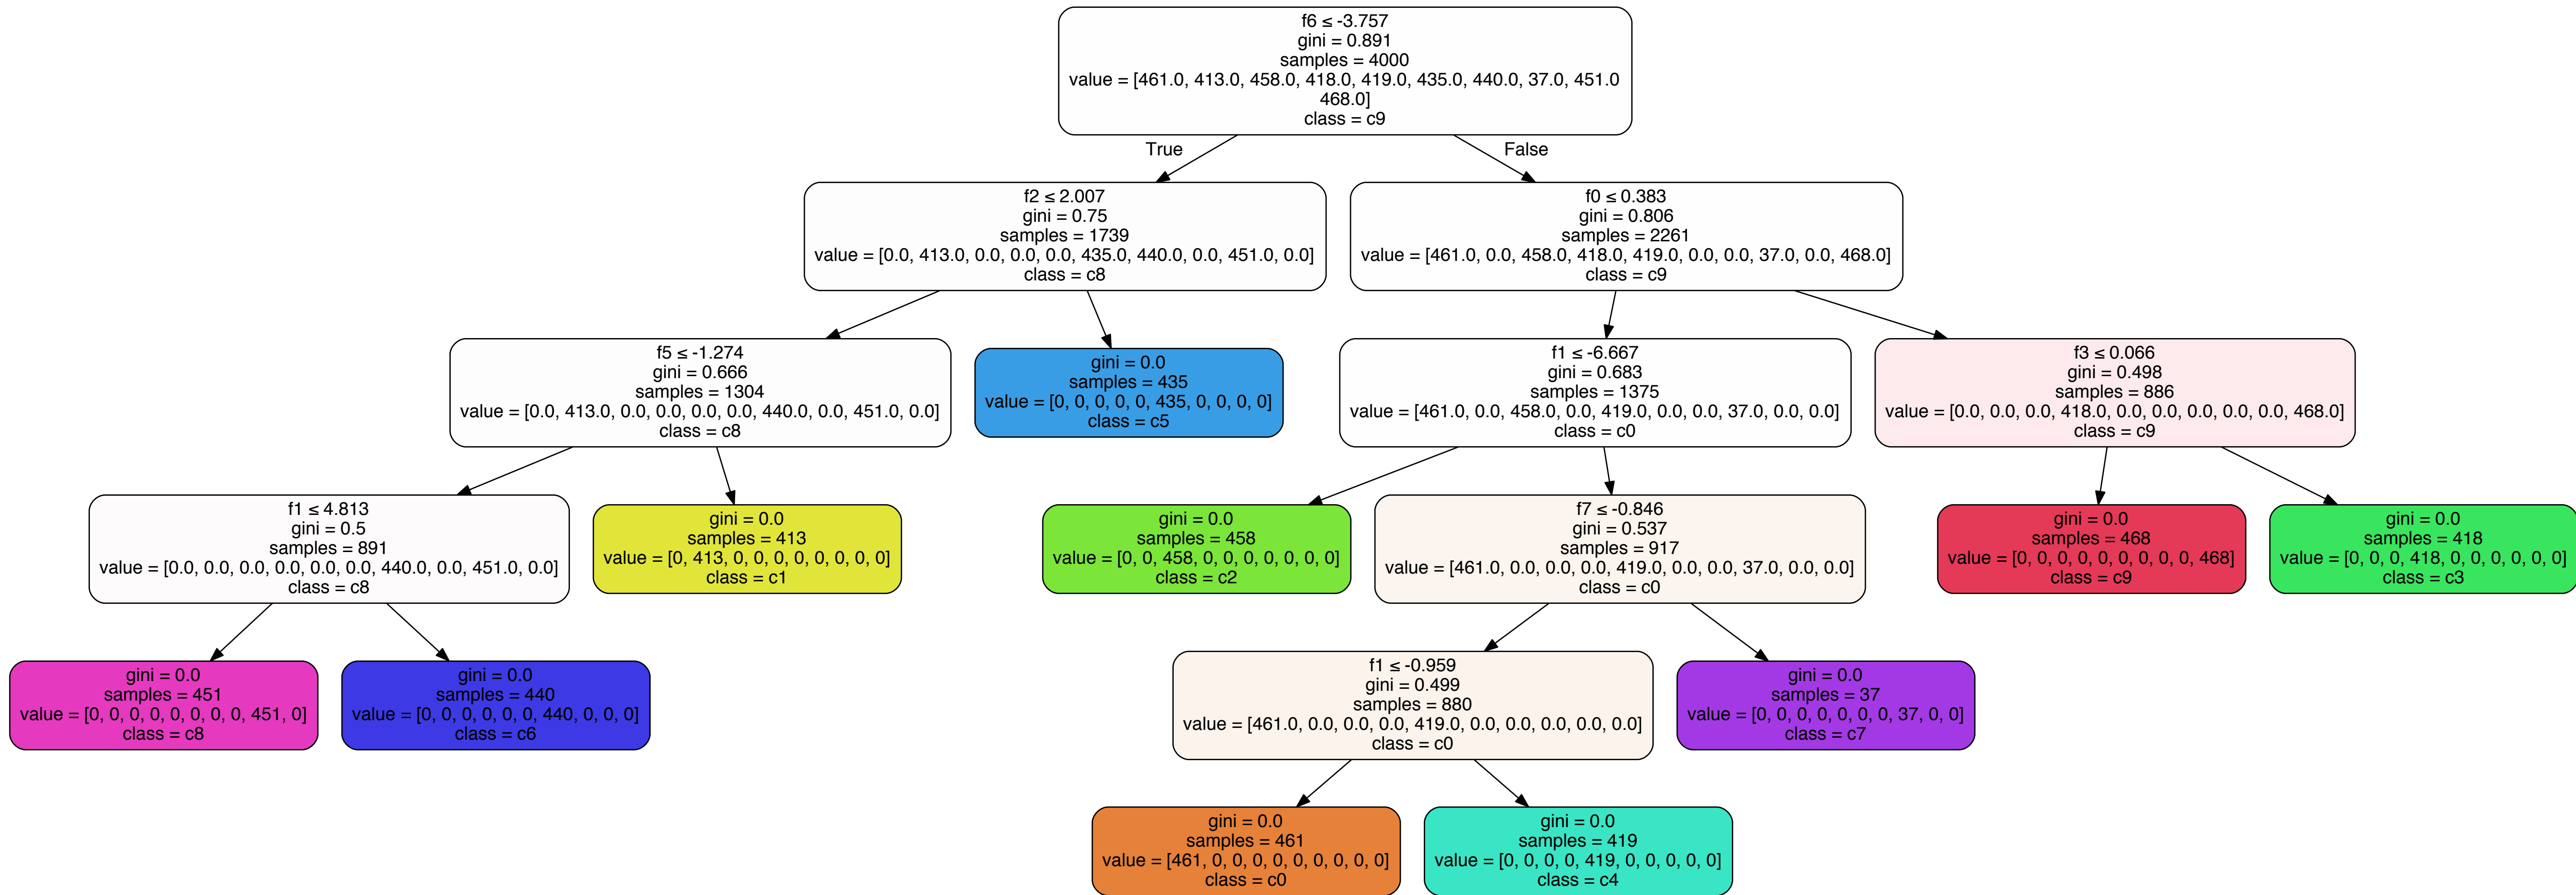 f6 ≤ -3.757
gini = 0.891
samples = 4000
value = [461.0, 413.0, 458.0, 418.0, 419.0, 435.0, 440.0, 37.0, 451.0
468.0]
class = c9
True
False
f2 ≤ 2.007
gini = 0.75
samples = 1739
value = [0.0, 413.0, 0.0, 0.0, 0.0, 435.0, 440.0, 0.0, 451.0, 0.0]
class = c8
f0 ≤ 0.383
gini = 0.806
samples = 2261
value = [461.0, 0.0, 458.0, 418.0, 419.0, 0.0, 0.0, 37.0, 0.0, 468.0]
class = c9
f5 ≤ -1.274
gini = 0.666
samples = 1304
value = [0.0, 413.0, 0.0, 0.0, 0.0, 0.0, 440.0, 0.0, 451.0, 0.0]
class = c8
gini = 0.0
samples = 435
value = [0, 0, 0, 0, 0, 435, 0, 0, 0, 0]
class = c5
f1 ≤ -6.667
gini = 0.683
samples = 1375
value = [461.0, 0.0, 458.0, 0.0, 419.0, 0.0, 0.0, 37.0, 0.0, 0.0]
class = c0
f3 ≤ 0.066
gini = 0.498
samples = 886
value = [0.0, 0.0, 0.0, 418.0, 0.0, 0.0, 0.0, 0.0, 0.0, 468.0]
class = c9
f1 ≤ 4.813
gini = 0.5
samples = 891
value = [0.0, 0.0, 0.0, 0.0, 0.0, 0.0, 440.0, 0.0, 451.0, 0.0]
class = c8
gini = 0.0
samples = 413
value = [0, 413, 0, 0, 0, 0, 0, 0, 0, 0]
class = c1
gini = 0.0
samples = 458
value = [0, 0, 458, 0, 0, 0, 0, 0, 0, 0]
class = c2
f7 ≤ -0.846
gini = 0.537
samples = 917
value = [461.0, 0.0, 0.0, 0.0, 419.0, 0.0, 0.0, 37.0, 0.0, 0.0]
class = c0
gini = 0.0
samples = 468
value = [0, 0, 0, 0, 0, 0, 0, 0, 0, 468]
class = c9
gini = 0.0
samples = 418
value = [0, 0, 0, 418, 0, 0, 0, 0, 0, 0]
class = c3
gini = 0.0
samples = 451
value = [0, 0, 0, 0, 0, 0, 0, 0, 451, 0]
class = c8
gini = 0.0
samples = 440
value = [0, 0, 0, 0, 0, 0, 440, 0, 0, 0]
class = c6
f1 ≤ -0.959
gini = 0.499
samples = 880
value = [461.0, 0.0, 0.0, 0.0, 419.0, 0.0, 0.0, 0.0, 0.0, 0.0]
class = c0
gini = 0.0
samples = 37
value = [0, 0, 0, 0, 0, 0, 0, 37, 0, 0]
class = c7
gini = 0.0
samples = 461
value = [461, 0, 0, 0, 0, 0, 0, 0, 0, 0]
class = c0
gini = 0.0
samples = 419
value = [0, 0, 0, 0, 419, 0, 0, 0, 0, 0]
class = c4